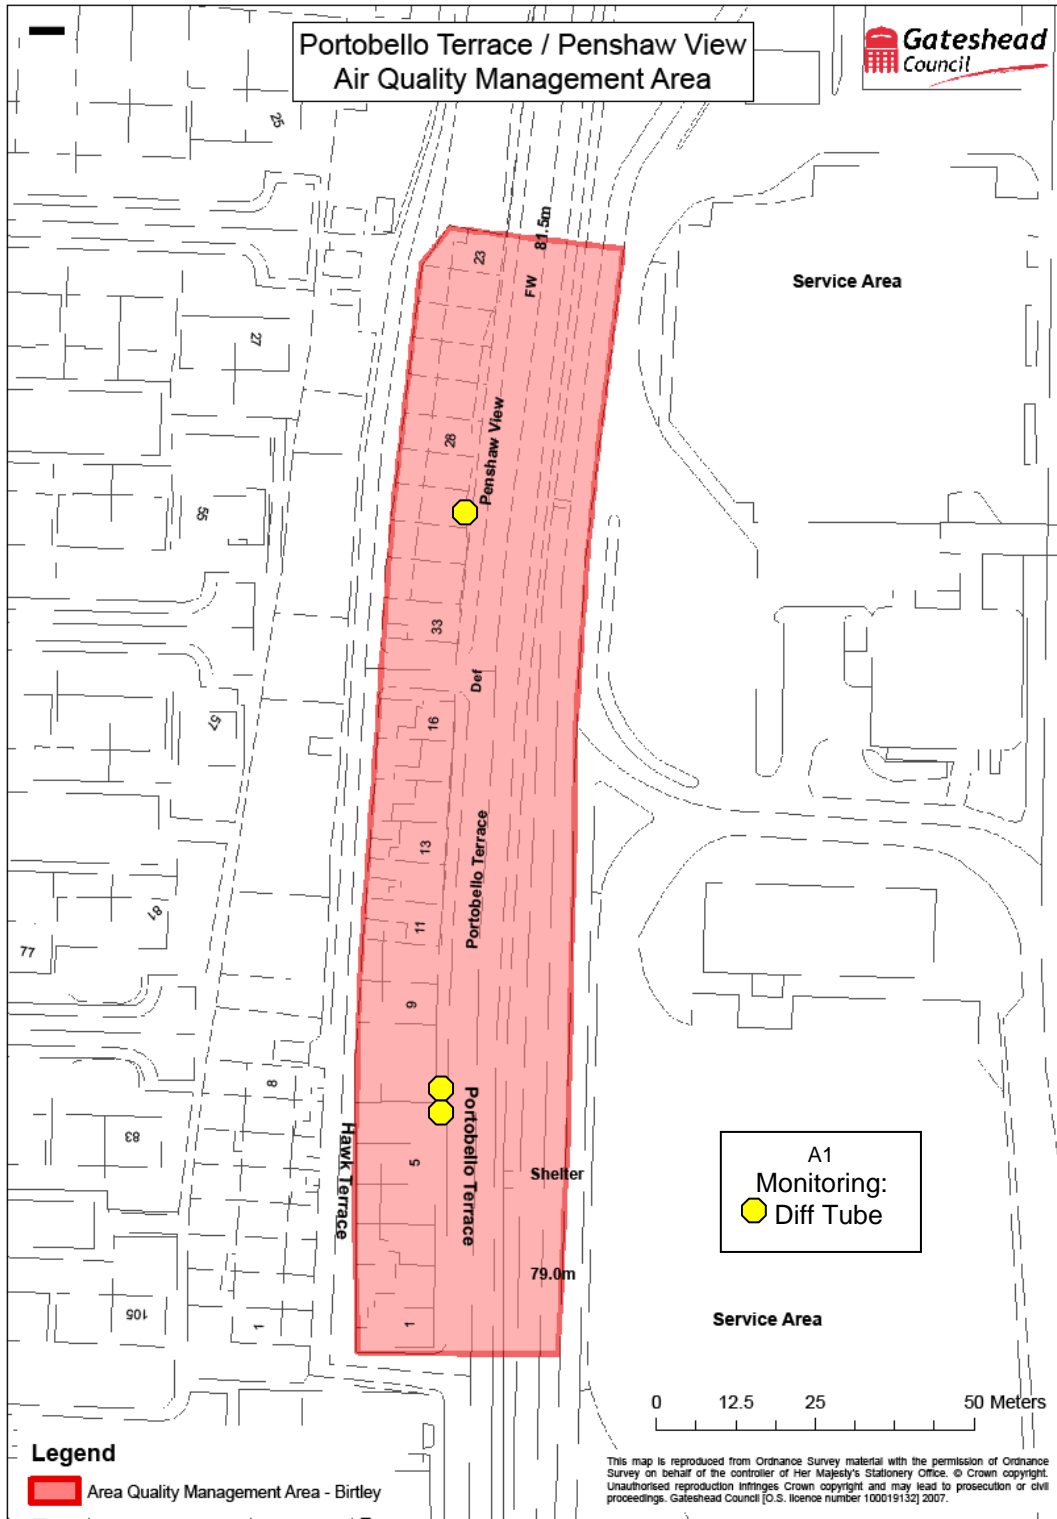 Portobello Terrace / Penshaw View
Air Quality Management Area
Gateshead
Council
25
81.5m
23
FW
Service Area
27
28
Penshaw View
55
33
Def
16
57
13
Portobello Terrace
11
81
77
9
8
Portobello Terrace
83
Hawk Terrace
5
Shelter
A1
Monitoring:
Diff Tube
79.0m
105
1
1
Service Area
0 12.5 25 50 Meters
Legend
Area Quality Management Area - Birtley
This map is reproduced from Ordnance Survey material with the permission of Ordnance
Survey on behalf of the controller of Her Majesty's Stationery Office. © Crown copyright.
Unauthorised reproduction infringes Crown copyright and may lead to prosecution or civil
proceedings. Gateshead Council [O.S. licence number 100019132] 2007.